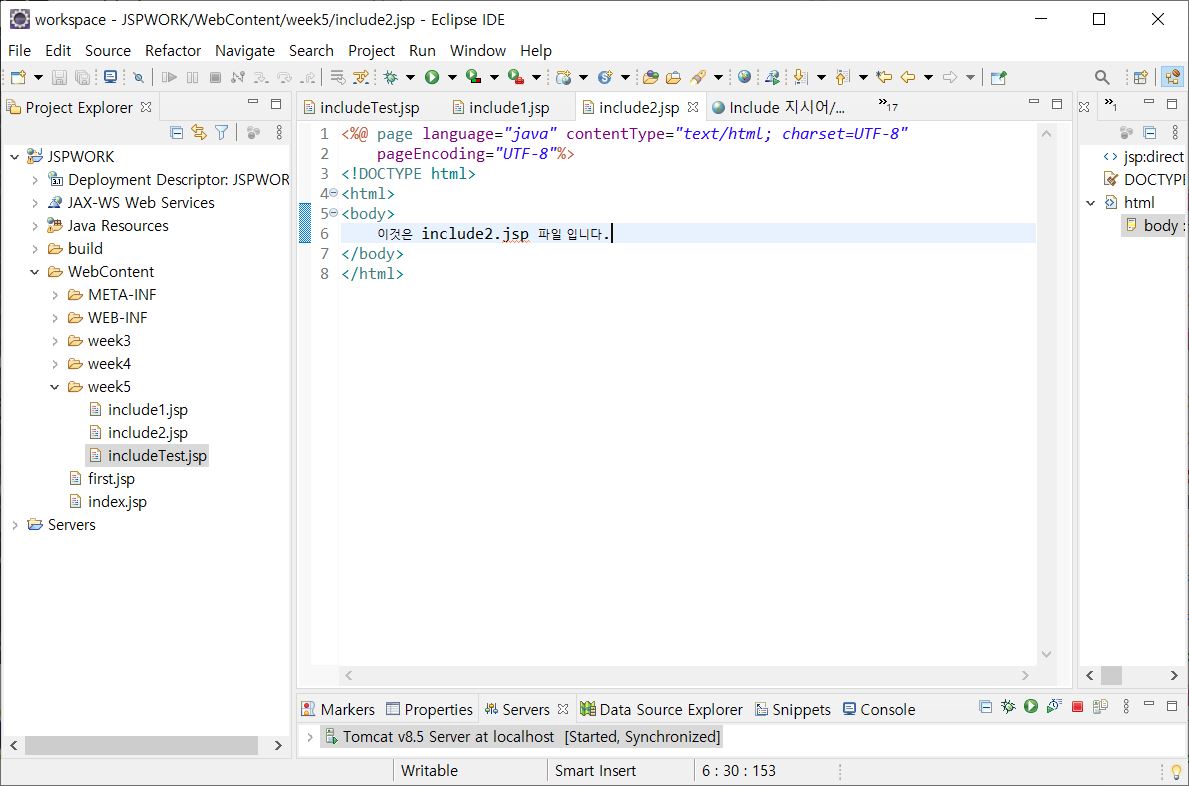 workspace - JSPWORK/WebContent/week5/include2.jsp - Eclipse IDE
File Edit Source Refactor Navigate Search Project Run Window Help
Project Explorer
JSPWORK
Deployment Descriptor: JSPWOR
JAX-WS Web Services
Java Resources
build
WebContent
META-INF
WEB-INF
week3
week4
week5
include1.jsp
include2.jsp
includeTest.jsp
first.jsp
index.jsp
Servers
includeTest.jsp include1.jsp include2.jsp Include 지시어/... »17
1 <%@ page language="java" contentType="text/html; charset=UTF-8"
2 pageEncoding="UTF-8"%>
3 <!DOCTYPE html>
4 <html>
5 <body>
6 이것은 include2.jsp 파일 입니다.
7 </body>
8 </html>
»1
jsp:direct
DOCTYPI
html
body :
Markers Properties Servers Data Source Explorer Snippets Console
Tomcat v8.5 Server at localhost [Started, Synchronized]
Writable Smart Insert 6 : 30 : 153